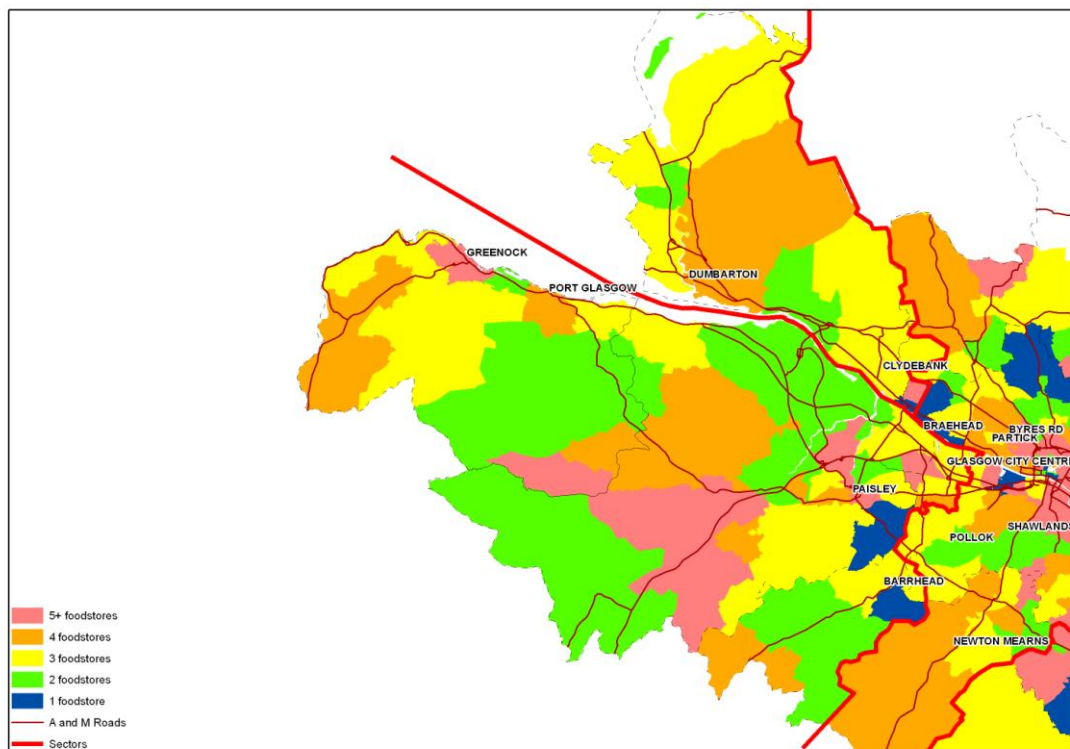 GREENOCK
DUMBARTON
PORT GLASGOW
CLYDEBANK
BRAEHEAD
BYRES RD
PARTICK
GLASGOW CITY CENTRE
PAISLEY
SHAWLANDS
POLLOK
BARRHEAD
NEWTON MEARNS
5+ foodstores
4 foodstores
3 foodstores
2 foodstores
1 foodstore
A and M Roads
Sectors